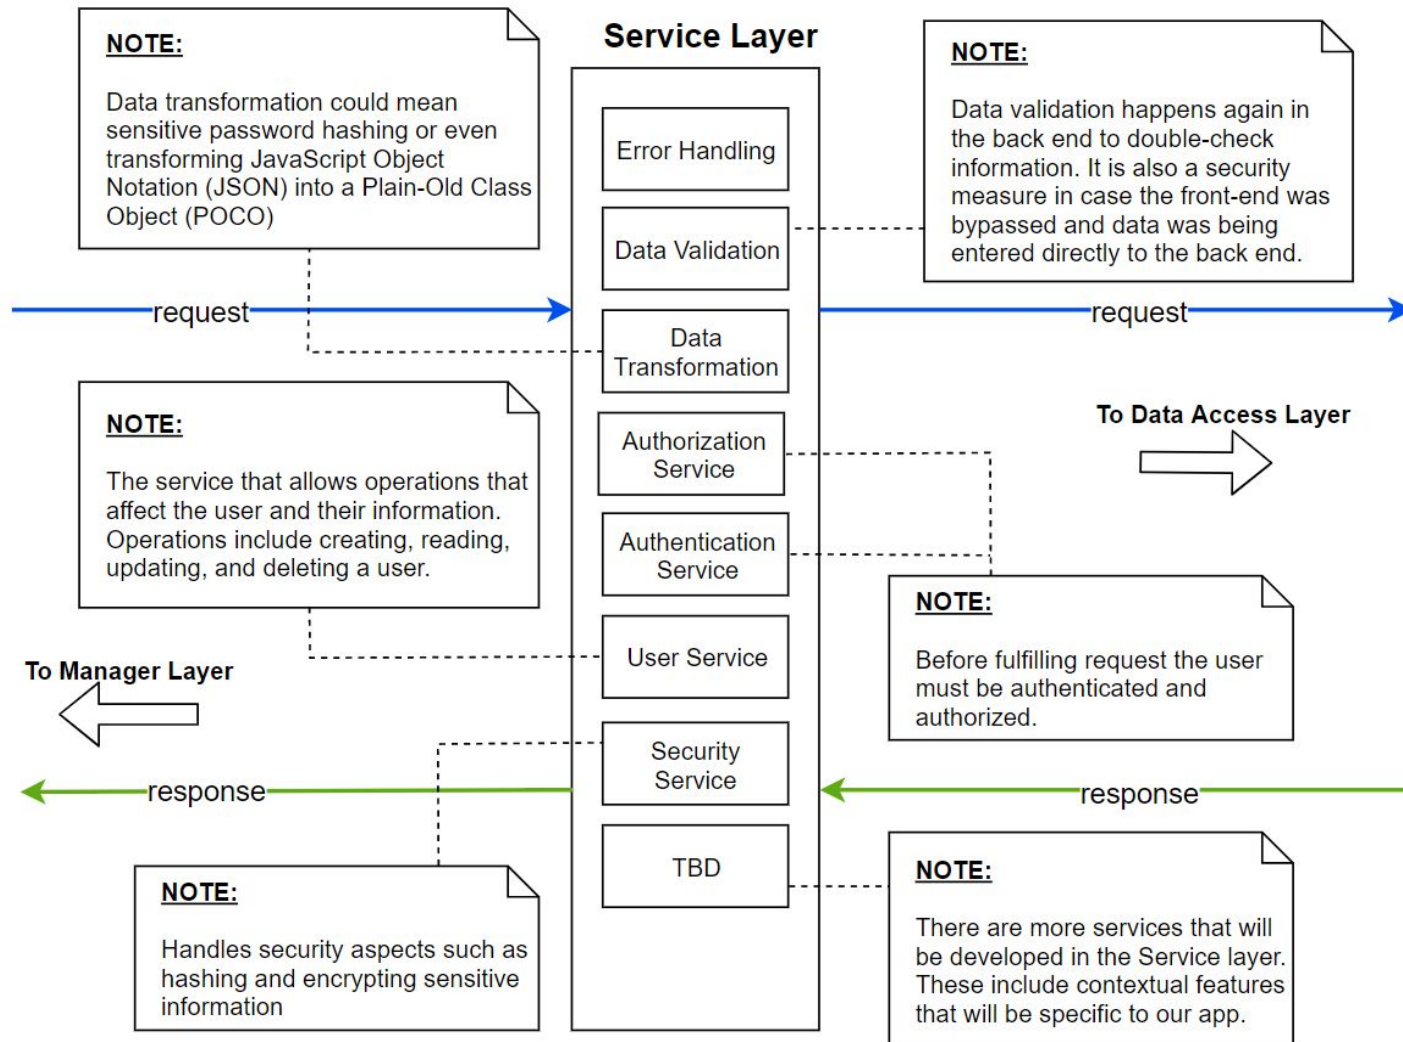 Service Layer
NOTE:
Data transformation could mean
sensitive password hashing or even
transforming JavaScript Object
Notation (JSON) into a Plain-Old Class
Object (POCO)
Error Handling
Data Validation
NOTE:
Data validation happens again in
the back end to double-check
information. It is also a security
measure in case the front-end was
bypassed and data was being
entered directly to the back end.
request
request
Data
Transformation
NOTE:
The service that allows operations that
affect the user and their information.
Operations include creating, reading,
updating, and deleting a user.
Authorization
Service
To Data Access Layer
Authentication
Service
NOTE:
Before fulfilling request the user
must be authenticated and
authorized.
User Service
To Manager Layer
Security
Service
response
response
TBD
NOTE:
Handles security aspects such as
hashing and encrypting sensitive
information
NOTE:
There are more services that will
be developed in the Service layer.
These include contextual features
that will be specific to our app.